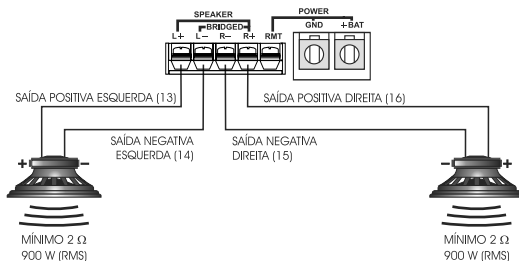 SPEAKER
POWER
BRIDGED
GND
+BAT
L+ L− R− R+ RMT
SAÍDA POSITIVA ESQUERDA (13)
SAÍDA POSITIVA DIREITA (16)
SAÍDA NEGATIVA
ESQUERDA (14)
SAÍDA NEGATIVA
DIREITA (15)
+ −
+ −
MÍNIMO 2 Ω
900 W (RMS)
MÍNIMO 2 Ω
900 W (RMS)